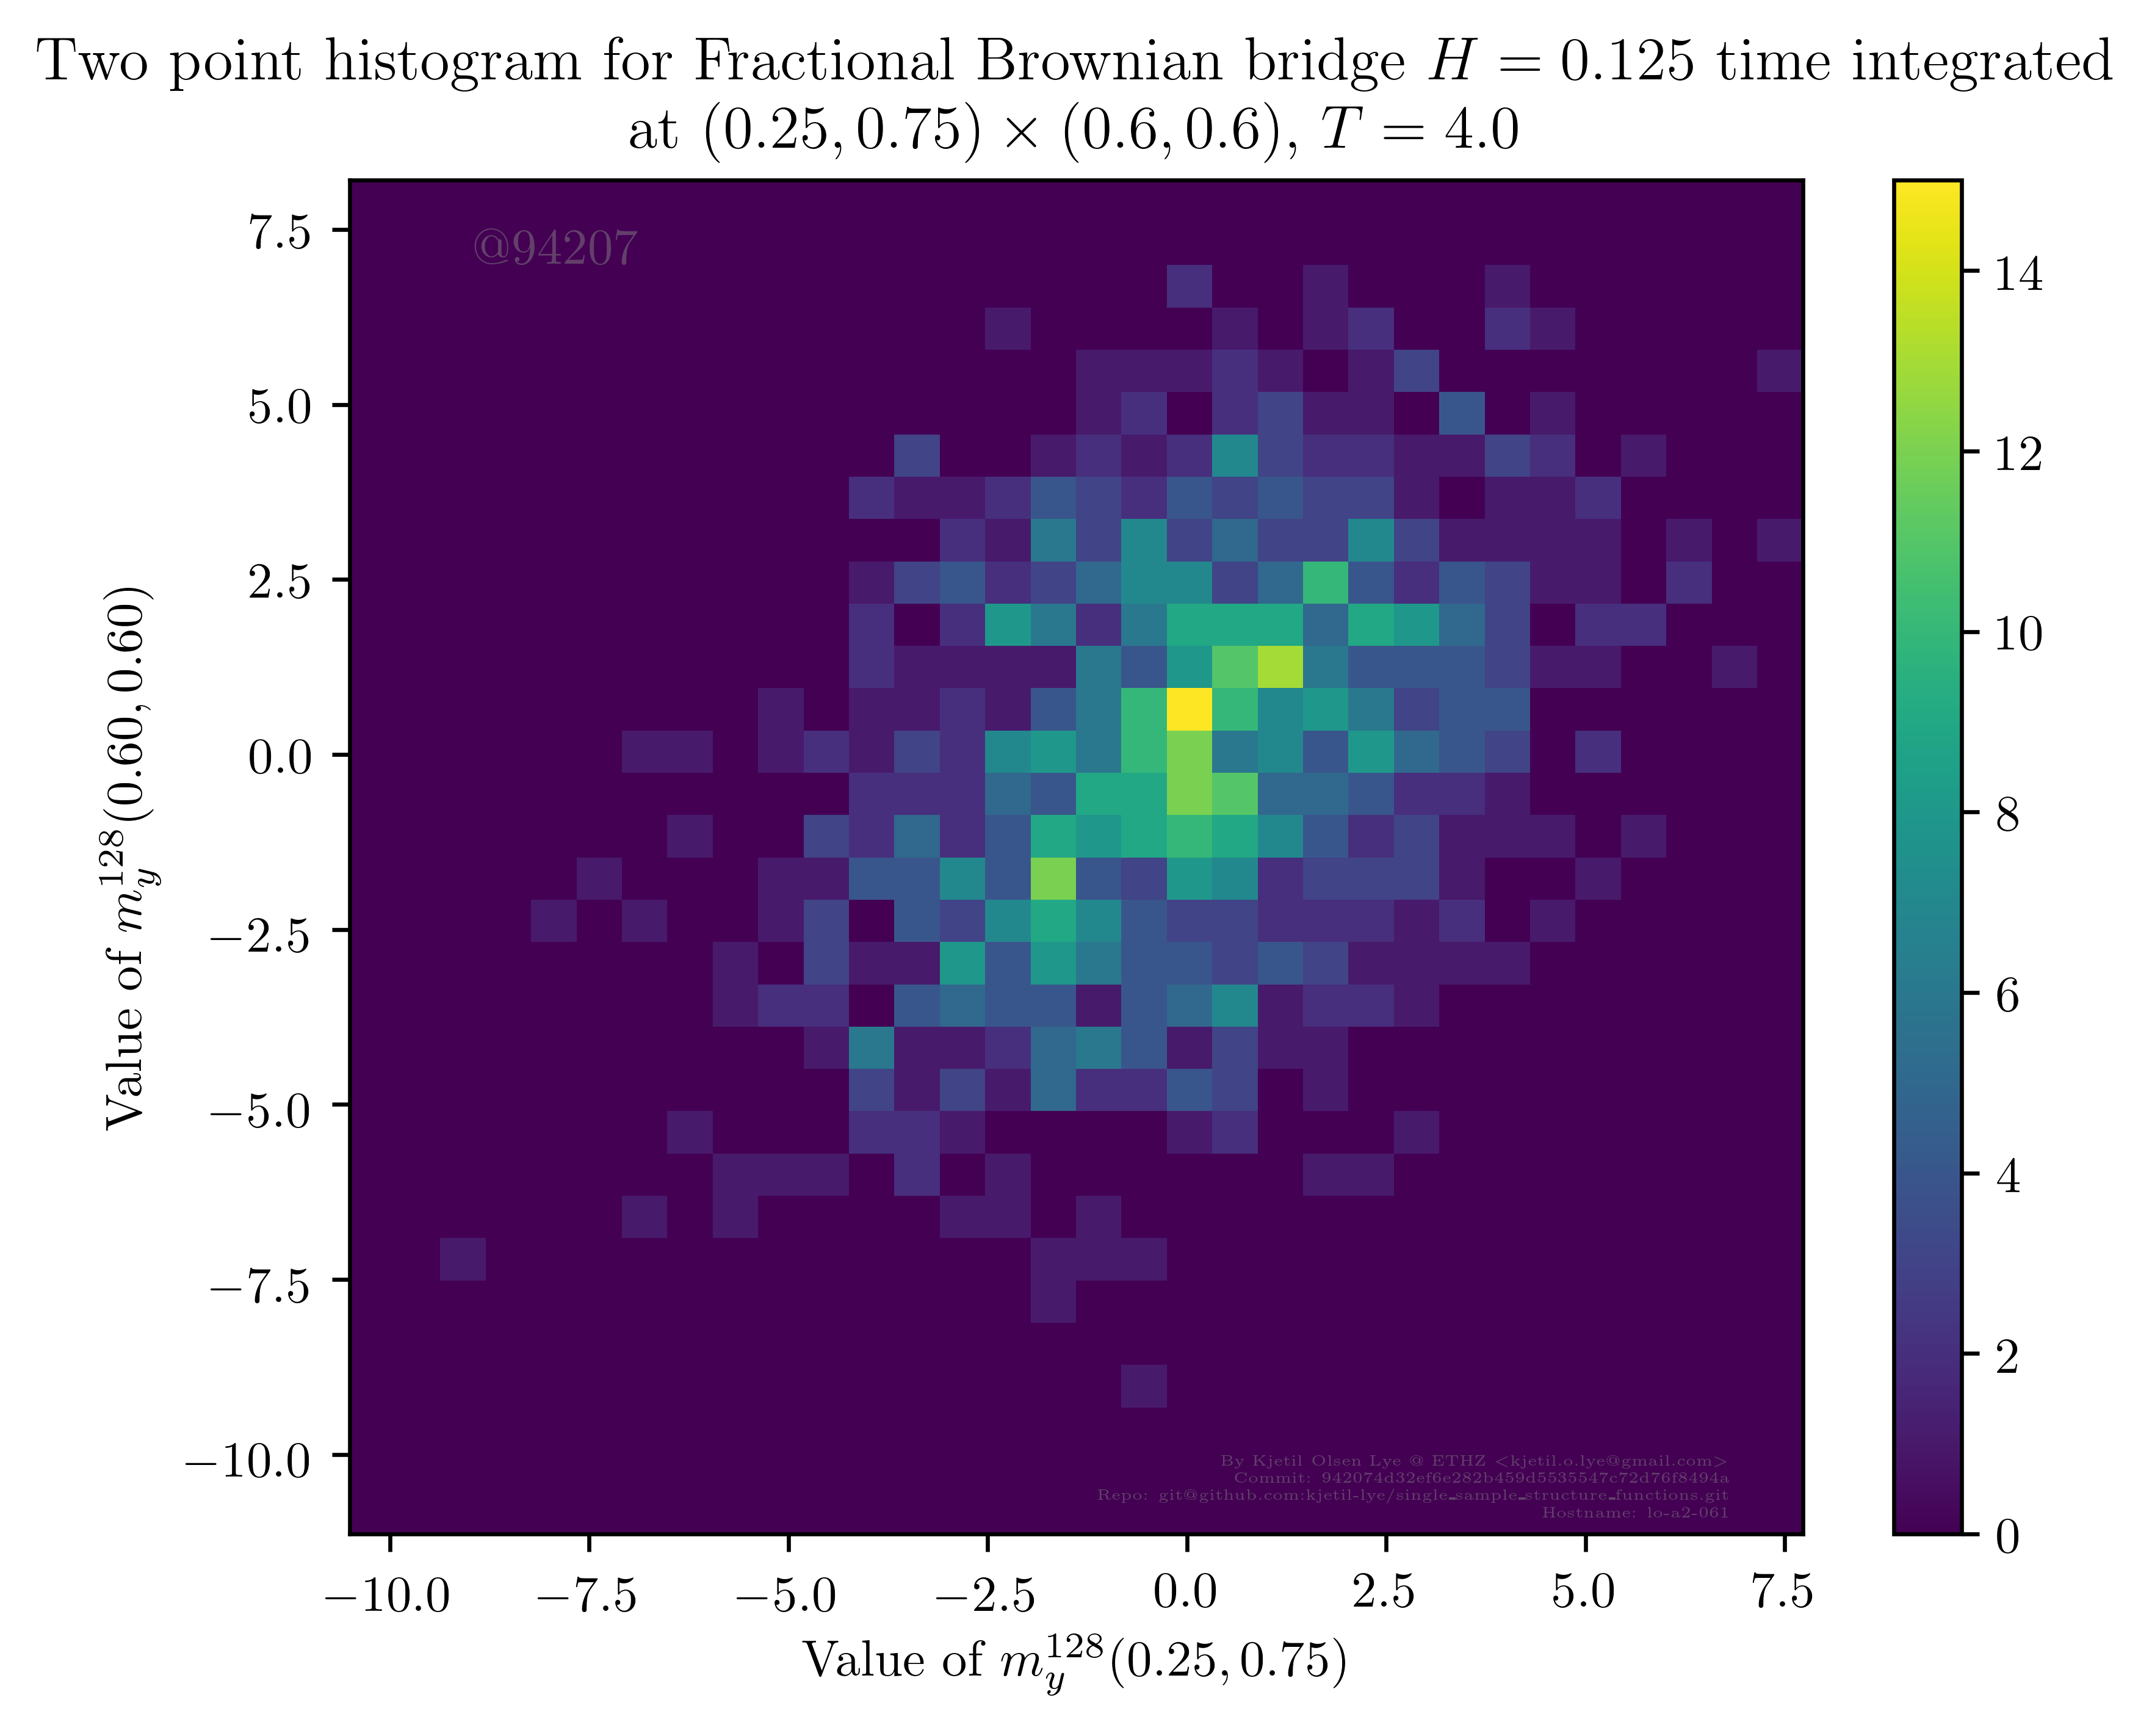 Two point histogram for Fractional Brownian bridge H = 0.125 time integrated
at (0.25, 0.75) × (0.6, 0.6), T = 4.0
@94207
7.5
5.0
2.5
0.0
−2.5
−5.0
−7.5
−10.0
Value of m_y^128(0.60, 0.60)
14
12
10
8
6
4
2
0
By Kjetil Olsen Lye @ ETHZ <kjetil.o.lye@gmail.com>
Commit: 942074d32ef6e282b459d5535547c72d76f8494a
Repo: git@github.com:kjetil-lye/single_sample_structure_functions.git
Hostname: lo-a2-061
−10.0 −7.5 −5.0 −2.5 0.0 2.5 5.0 7.5
Value of m_y^128(0.25, 0.75)